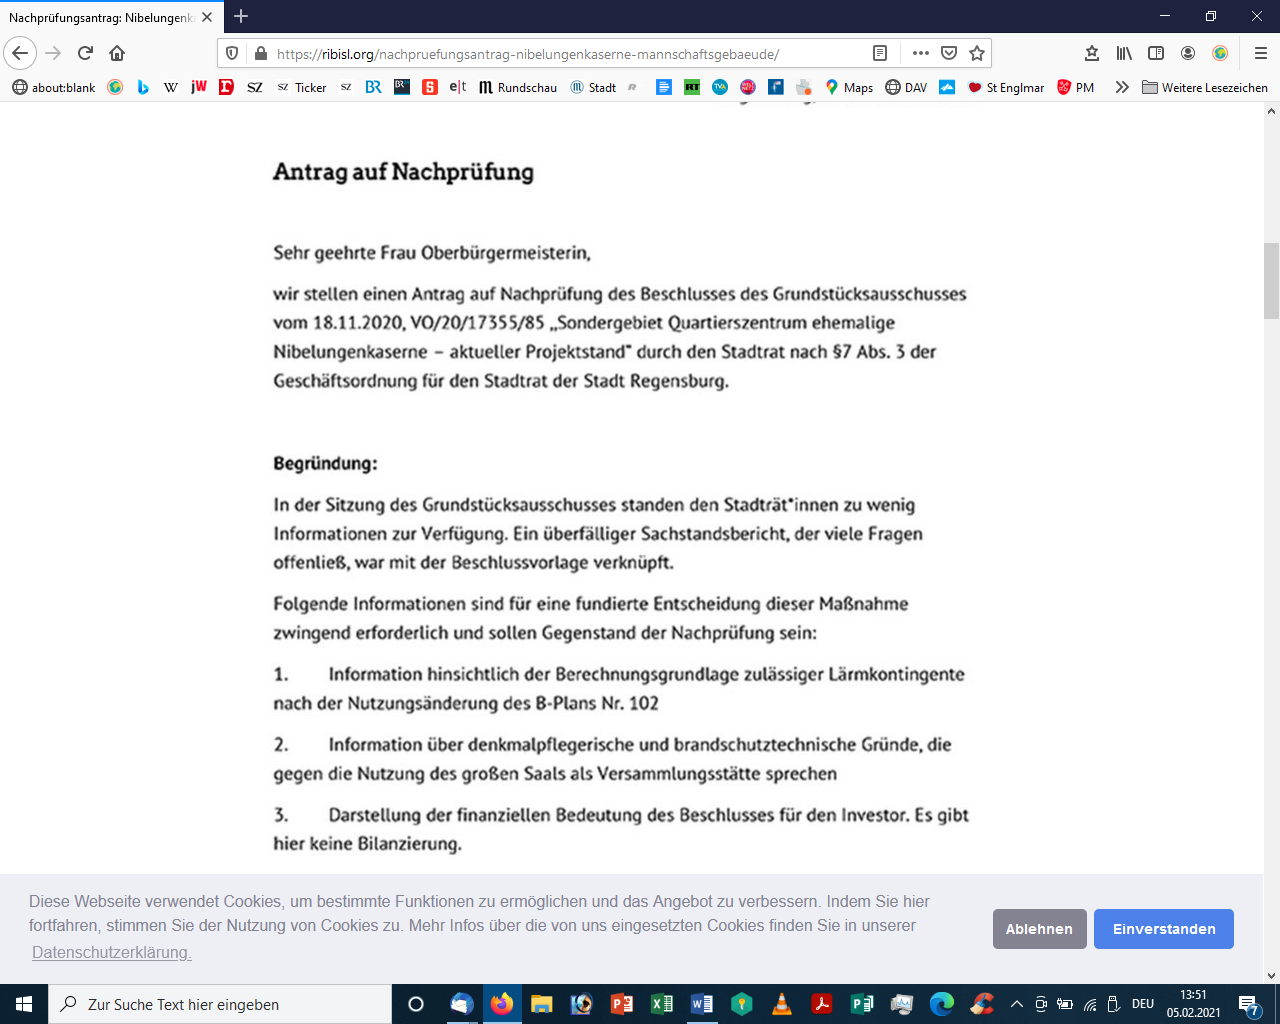 Nachprüfungsantrag: Nibelungenk
https://ribisl.org/nachpruefungsantrag-nibelungenkaserne-mannschaftsgebaeude/
about:blank W jW SZ SZ Ticker SZ BR BR S e|t m Rundschau m Stadt RT TVA Maps DAV St Englmar PM Weitere Lesezeichen
Antrag auf Nachprüfung
Sehr geehrte Frau Oberbürgermeisterin,
wir stellen einen Antrag auf Nachprüfung des Beschlusses des Grundstücksausschusses
vom 18.11.2020, VO/20/17355/85 „Sondergebiet Quartierszentrum ehemalige
Nibelungenkaserne – aktueller Projektstand" durch den Stadtrat nach §7 Abs. 3 der
Geschäftsordnung für den Stadtrat der Stadt Regensburg.
Begründung:
In der Sitzung des Grundstücksausschusses standen den Stadträt*innen zu wenig
Informationen zur Verfügung. Ein überfälliger Sachstandsbericht, der viele Fragen
offenließ, war mit der Beschlussvorlage verknüpft.
Folgende Informationen sind für eine fundierte Entscheidung dieser Maßnahme
zwingend erforderlich und sollen Gegenstand der Nachprüfung sein:
1. Information hinsichtlich der Berechnungsgrundlage zulässiger Lärmkontingente
nach der Nutzungsänderung des B-Plans Nr. 102
2. Information über denkmalpflegerische und brandschutztechnische Gründe, die
gegen die Nutzung des großen Saals als Versammlungsstätte sprechen
3. Darstellung der finanziellen Bedeutung des Beschlusses für den Investor. Es gibt
hier keine Bilanzierung.
Diese Webseite verwendet Cookies, um bestimmte Funktionen zu ermöglichen und das Angebot zu verbessern. Indem Sie hier
fortfahren, stimmen Sie der Nutzung von Cookies zu. Mehr Infos über die von uns eingesetzten Cookies finden Sie in unserer
Datenschutzerklärung.
Ablehnen
Einverstanden
Zur Suche Text hier eingeben
DEU
13:51
05.02.2021
7